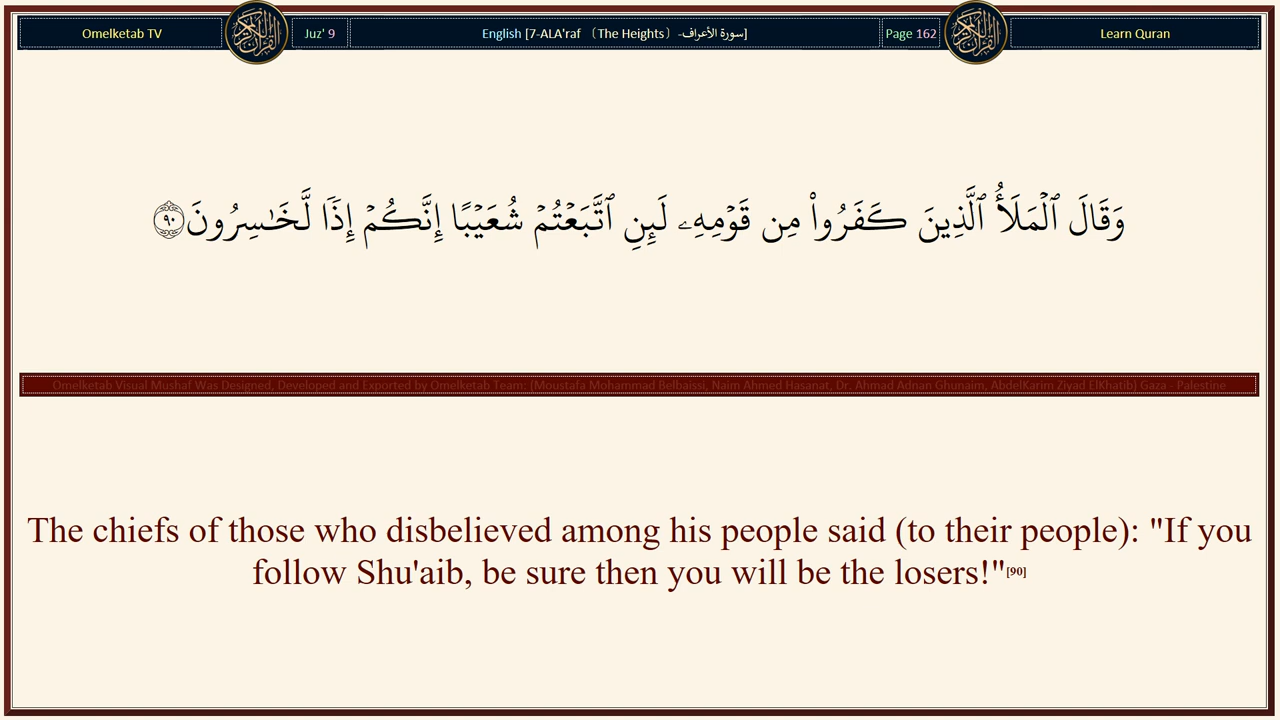 Omelketab TV
Juz' 9
English [7-ALA'raf （The Heights）-سورة الأعراف]
Page 162
Learn Quran
وَقَالَ ٱلْمَلَأُ ٱلَّذِينَ كَفَرُوا۟ مِن قَوْمِهِۦ لَئِنِ ٱتَّبَعْتُمْ شُعَيْبًا إِنَّكُمْ إِذًا لَّخَـٰسِرُونَ ٩٠
Omelketab Visual Mushaf Was Designed, Developed and Exported by Omelketab Team: (Moustafa Mohammad Belbaissi, Naim Ahmed Hasanat, Dr. Ahmad Adnan Ghunaim, AbdelKarim Ziyad ElKhatib) Gaza - Palestine
The chiefs of those who disbelieved among his people said (to their people): "If you
follow Shu'aib, be sure then you will be the losers!"[90]